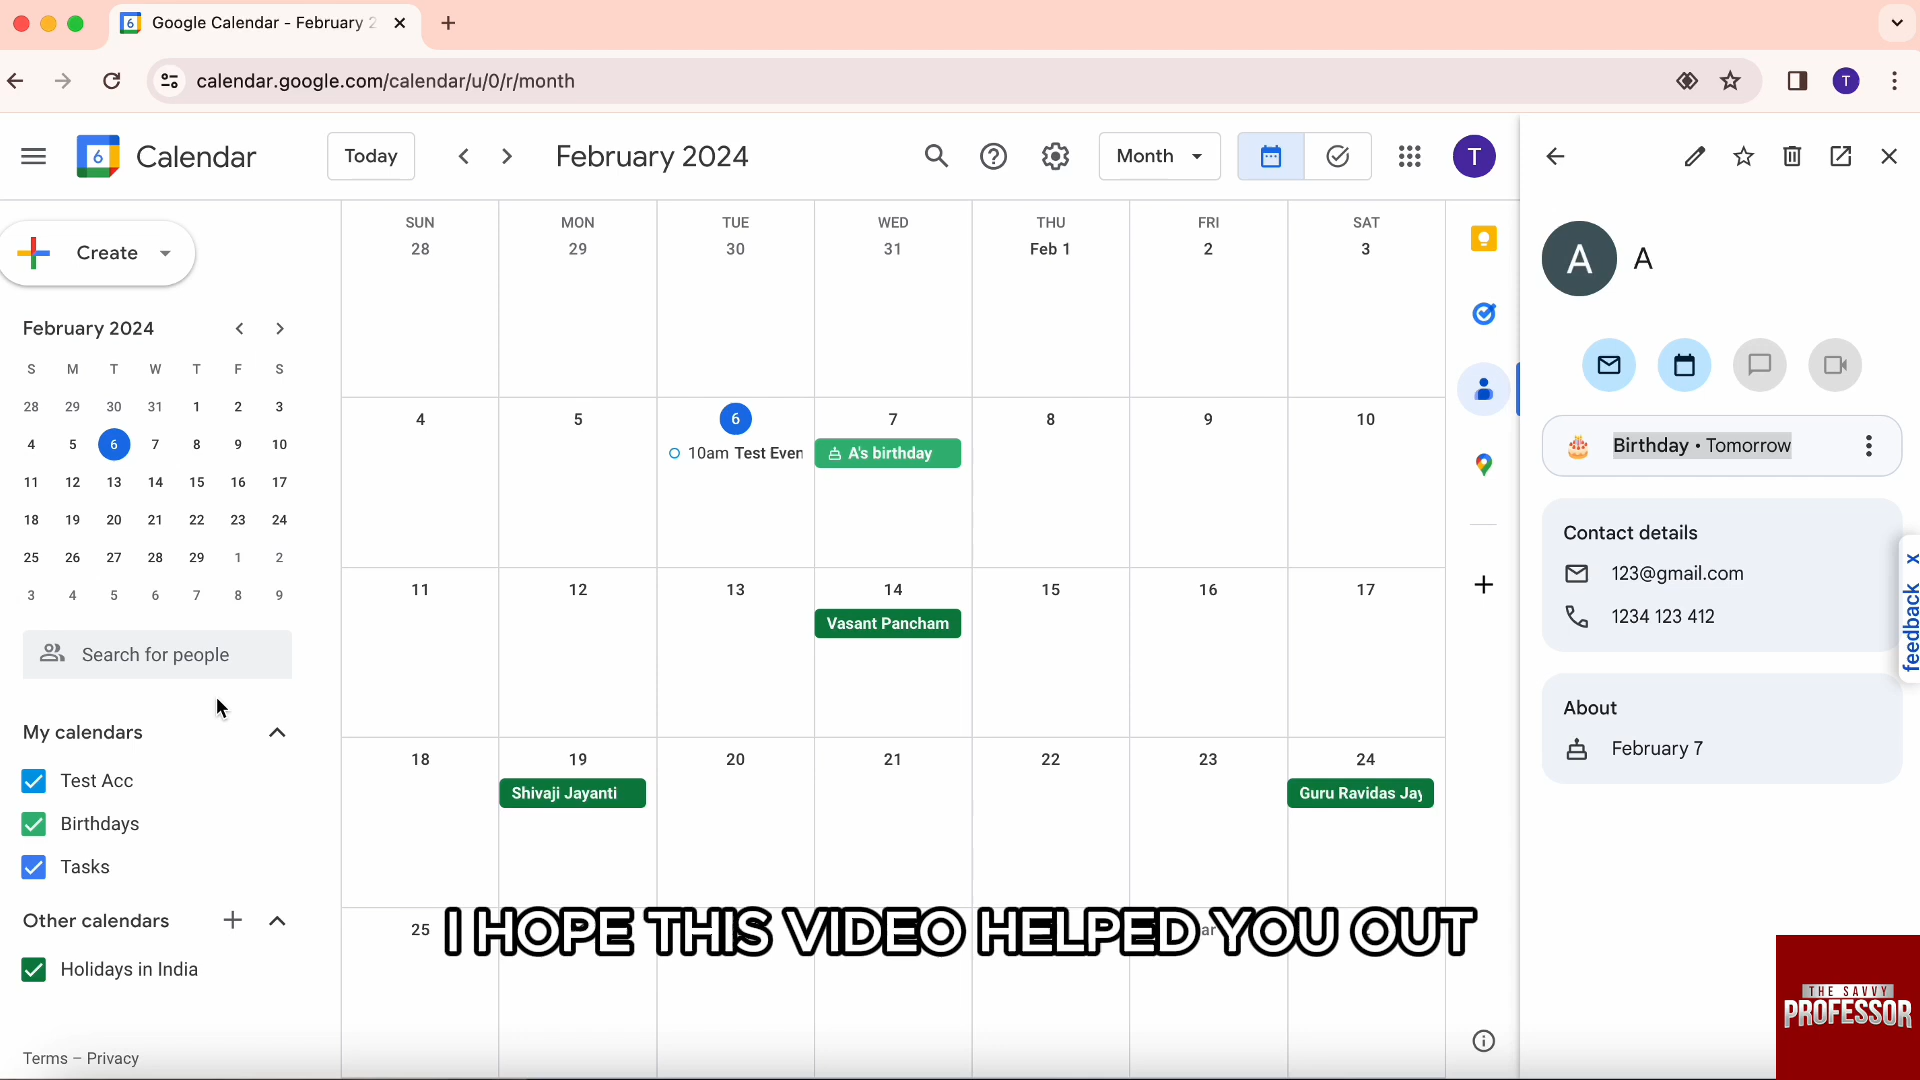 Google Calendar - February 2
calendar.google.com/calendar/u/0/r/month
T
6 Calendar
Today
February 2024
Month
T
Create
February 2024
S M T W T F S
28 29 30 31 1 2 3
4 5 6 7 8 9 10
11 12 13 14 15 16 17
18 19 20 21 22 23 24
25 26 27 28 29 1 2
3 4 5 6 7 8 9
Search for people
My calendars
Test Acc
Birthdays
Tasks
Other calendars
Holidays in India
Terms – Privacy
SUN MON TUE WED THU FRI SAT
28 29 30 31 Feb 1 2 3
4 5 6 7 8 9 10
10am Test Even
A's birthday
11 12 13 14 15 16 17
Vasant Pancham
18 19 20 21 22 23 24
Shivaji Jayanti
Guru Ravidas Jay
25
I HOPE THIS VIDEO HELPED YOU OUT
A A
Birthday • Tomorrow
Contact details
123@gmail.com
1234 123 412
About
February 7
feedback x
THE SAVVY
PROFESSOR